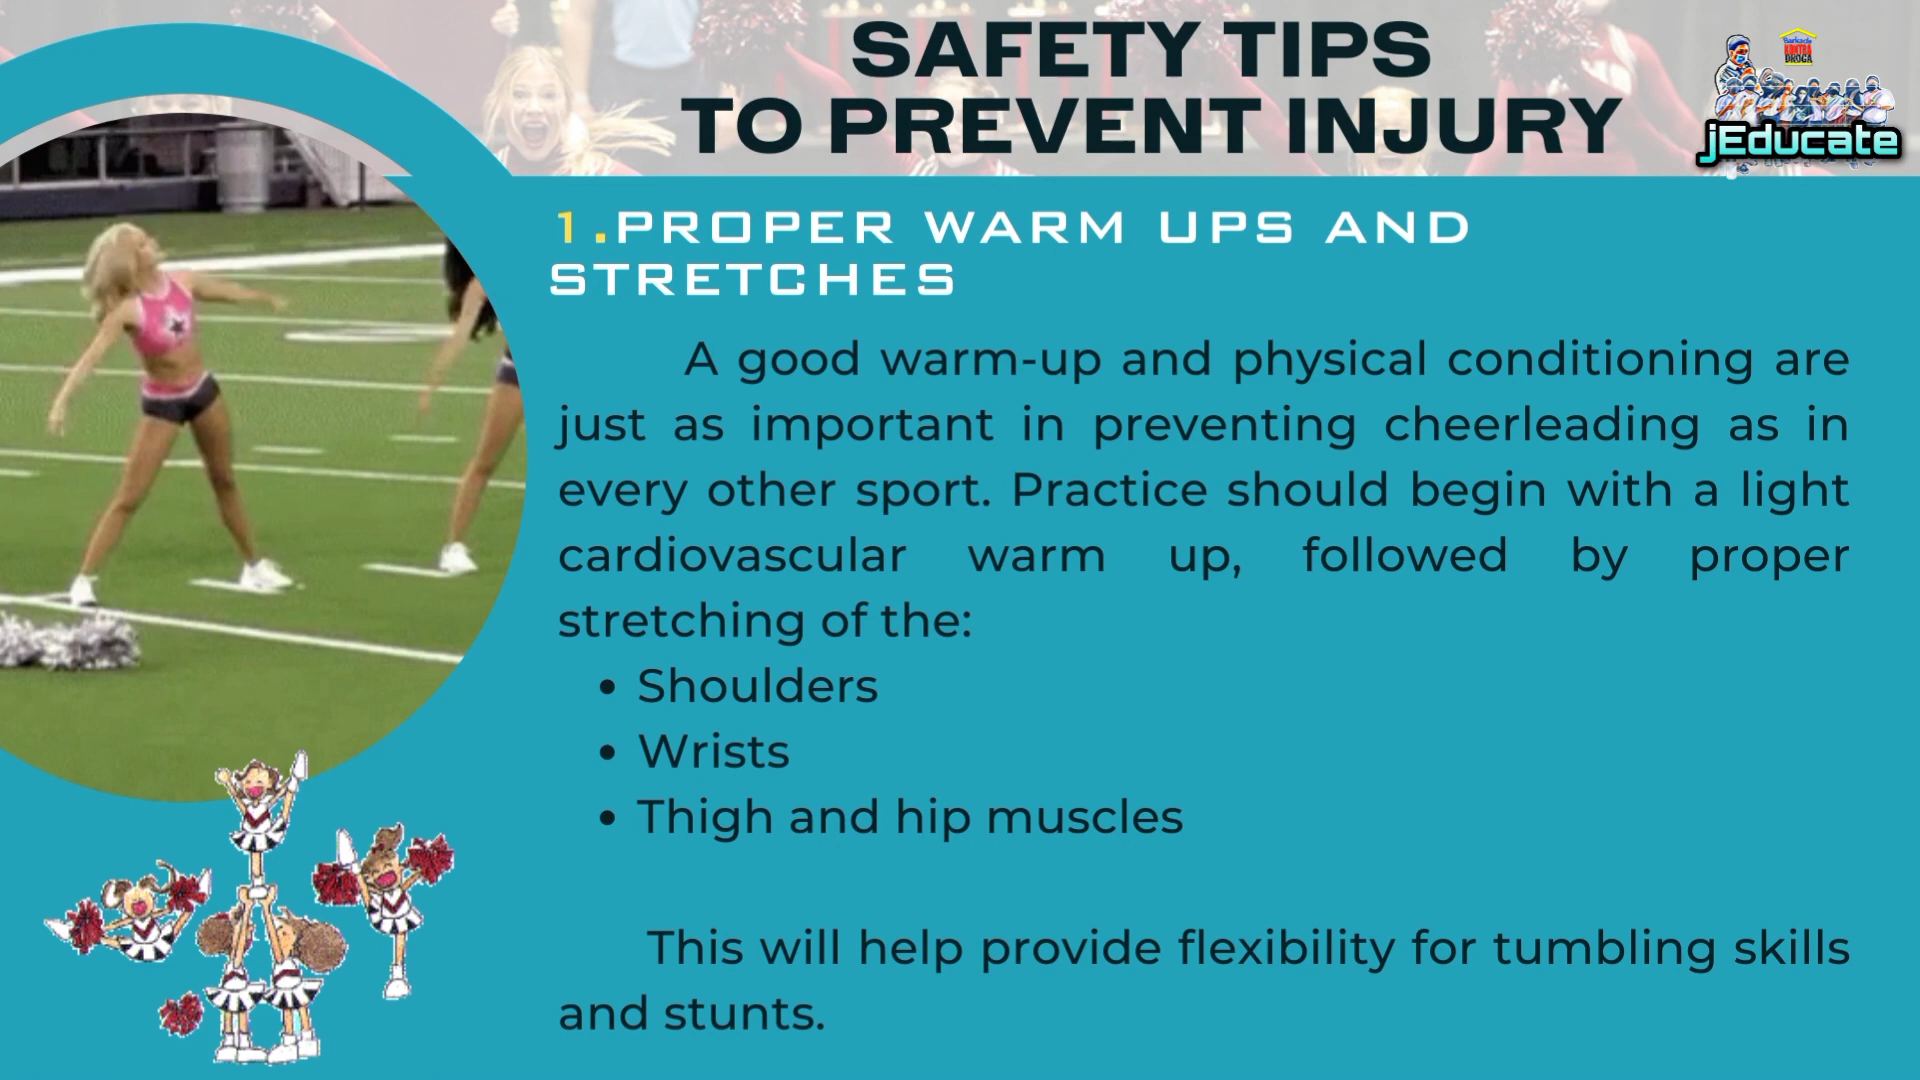 SAFETY TIPS
TO PREVENT INJURY
Barkada
KONTRA
DROGA
jEducate
1.PROPER WARM UPS AND
STRETCHES
A good warm-up and physical conditioning are
just as important in preventing cheerleading as in
every other sport. Practice should begin with a light
cardiovascular warm up, followed by proper
stretching of the:
• Shoulders
• Wrists
• Thigh and hip muscles
This will help provide flexibility for tumbling skills
and stunts.